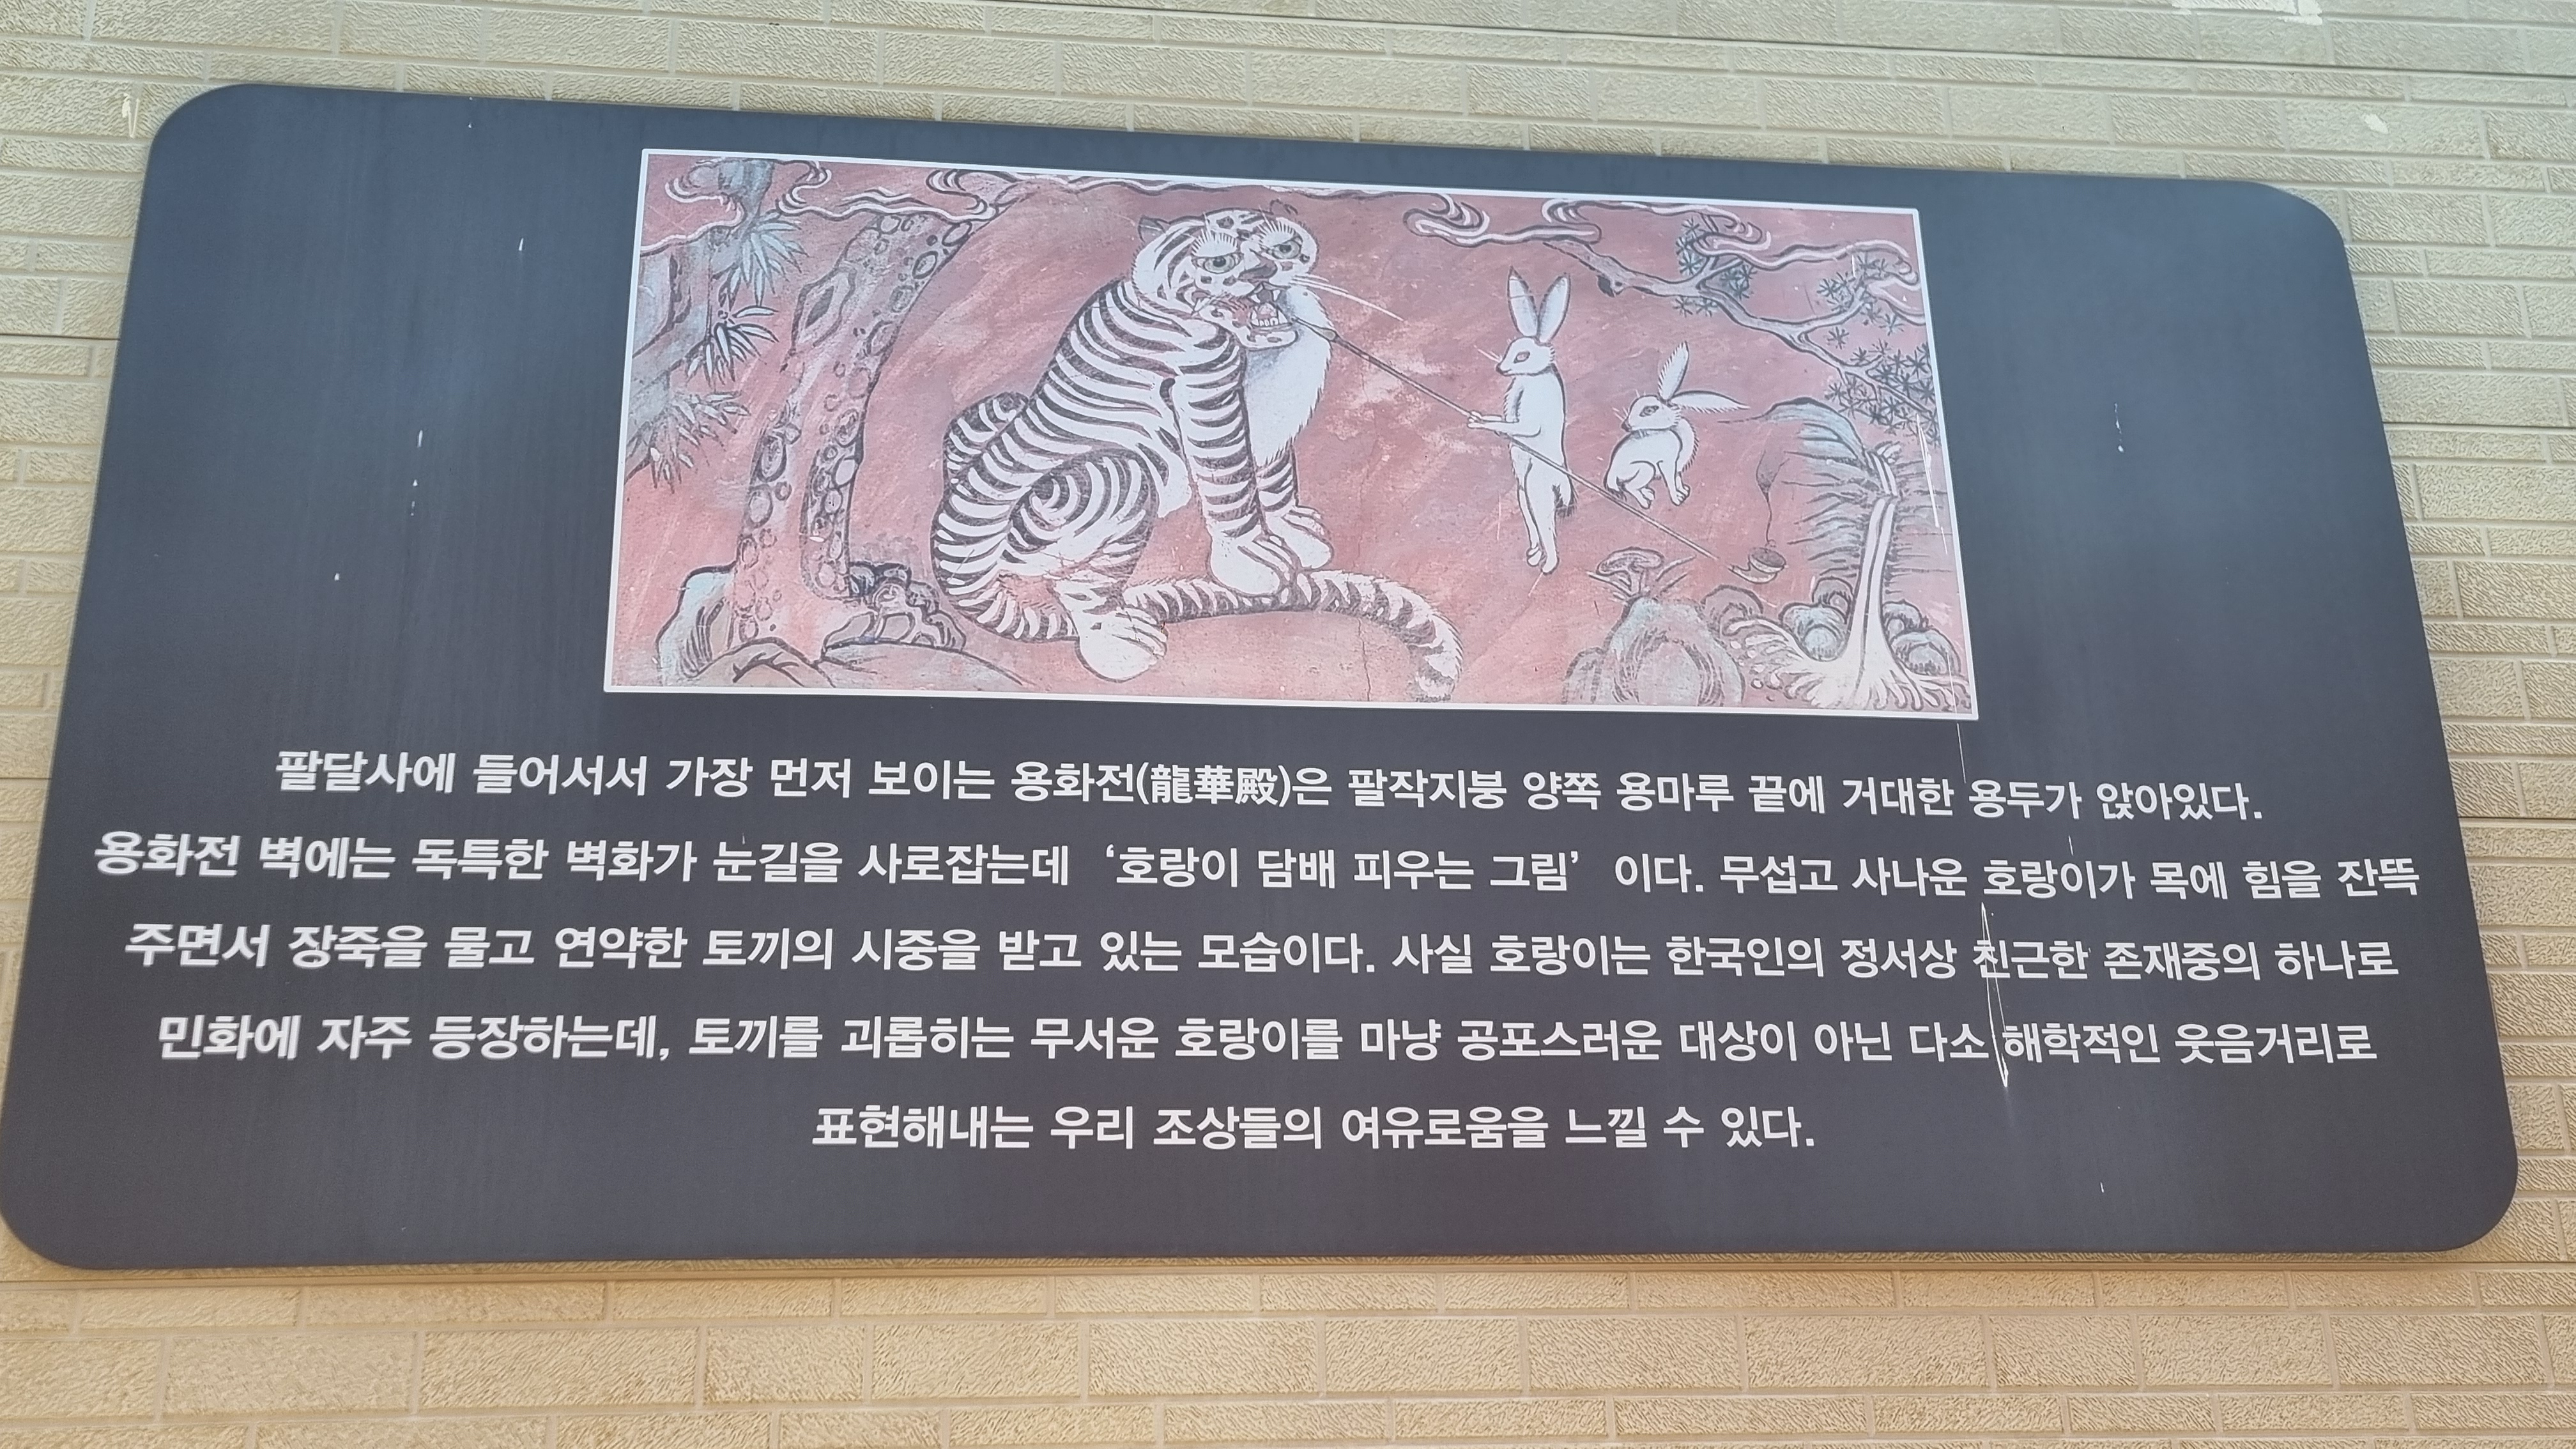 팔달사에 들어서서 가장 먼저 보이는 용화전(龍華殿)은 팔작지붕 양쪽 용마루 끝에 거대한 용두가 앉아있다.
용화전 벽에는 독특한 벽화가 눈길을 사로잡는데 ‘호랑이 담배 피우는 그림’ 이다. 무섭고 사나운 호랑이가 목에 힘을 잔뜩
주면서 장죽을 물고 연약한 토끼의 시중을 받고 있는 모습이다. 사실 호랑이는 한국인의 정서상 친근한 존재중의 하나로
민화에 자주 등장하는데, 토끼를 괴롭히는 무서운 호랑이를 마냥 공포스러운 대상이 아닌 다소 해학적인 웃음거리로
표현해내는 우리 조상들의 여유로움을 느낄 수 있다.